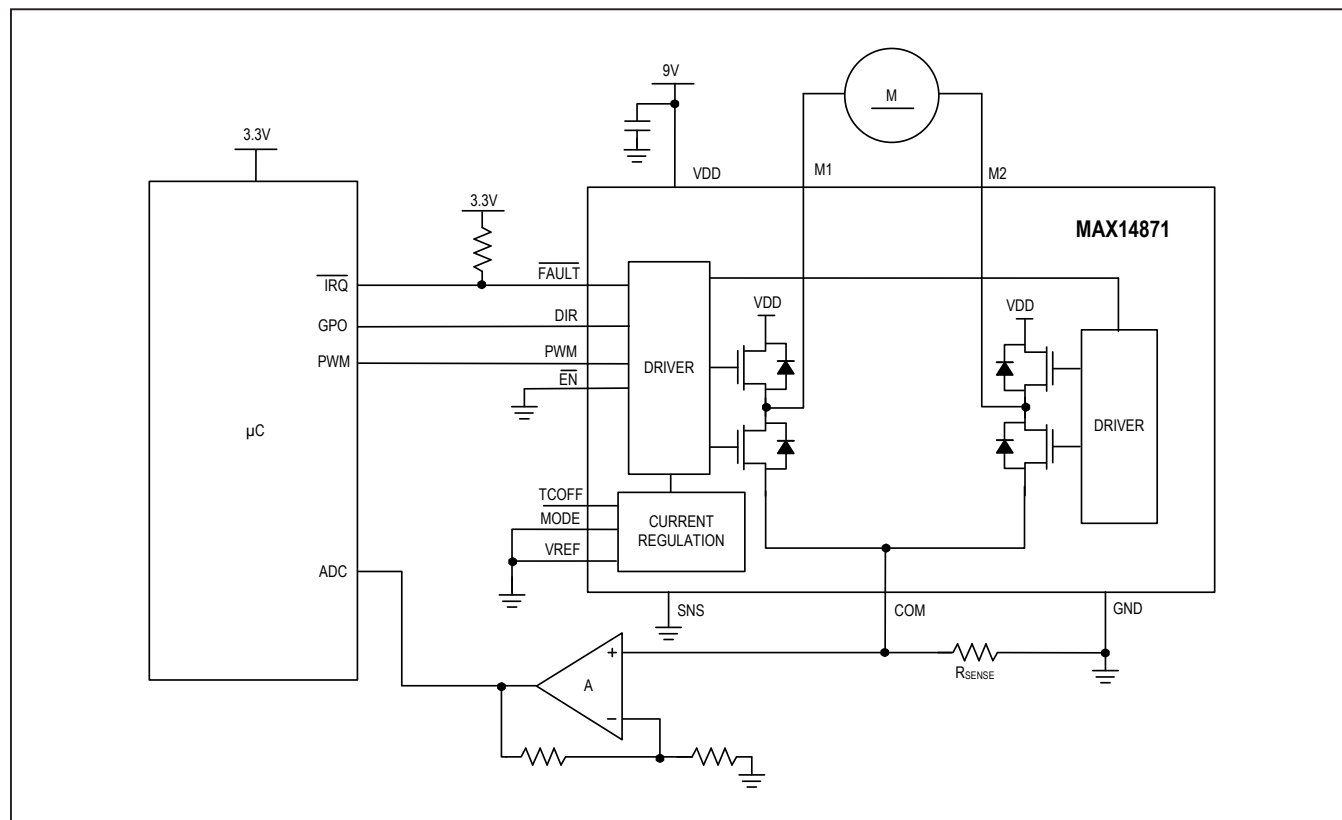 9V
M
3.3V
VDD
M1
M2
3.3V
MAX14871
FAULT
IRQ
VDD
VDD
GPO
DIR
PWM
PWM
DRIVER
EN
DRIVER
µC
TCOFF
MODE
CURRENT
REGULATION
VREF
ADC
SNS
COM
GND
+
A
RSENSE
−